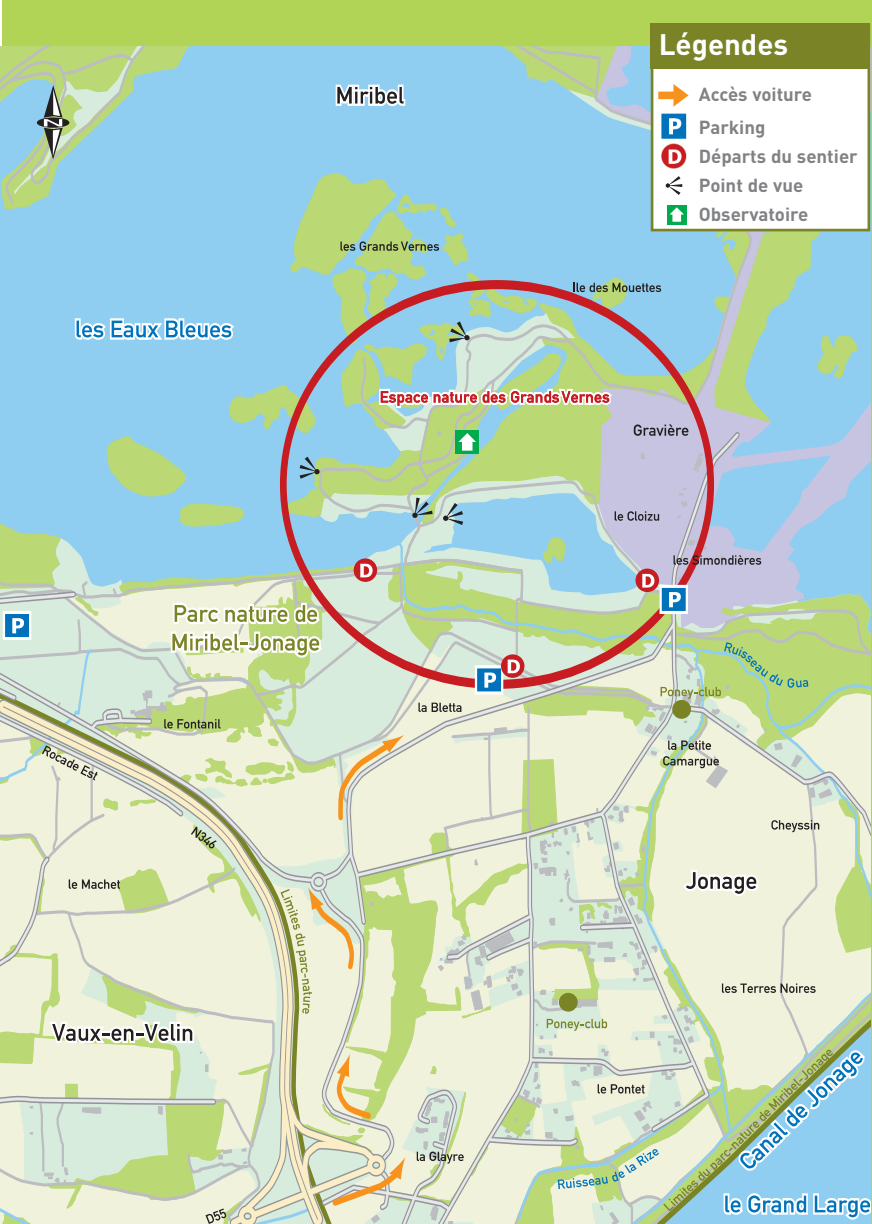 Légendes
Accès voiture
P Parking
D Départs du sentier
Point de vue
Observatoire
N
Miribel
les Grands Vernes
Ile des Mouettes
les Eaux Bleues
Espace nature des Grands Vernes
Gravière
le Cloizu
les Simondières
D
D
P
P
Parc nature de
Miribel-Jonage
D
P
Ruisseau du Gua
Poney-club
la Bletta
le Fontanil
la Petite
Camargue
Rocade Est
N346
Cheyssin
le Machet
Jonage
Limites du parc-nature
les Terres Noires
Vaux-en-Velin
Poney-club
le Pontet
Limites du parc-nature de Miribel-Jonage
Canal de Jonage
la Glayre
Ruisseau de la Rize
le Grand Large
D55